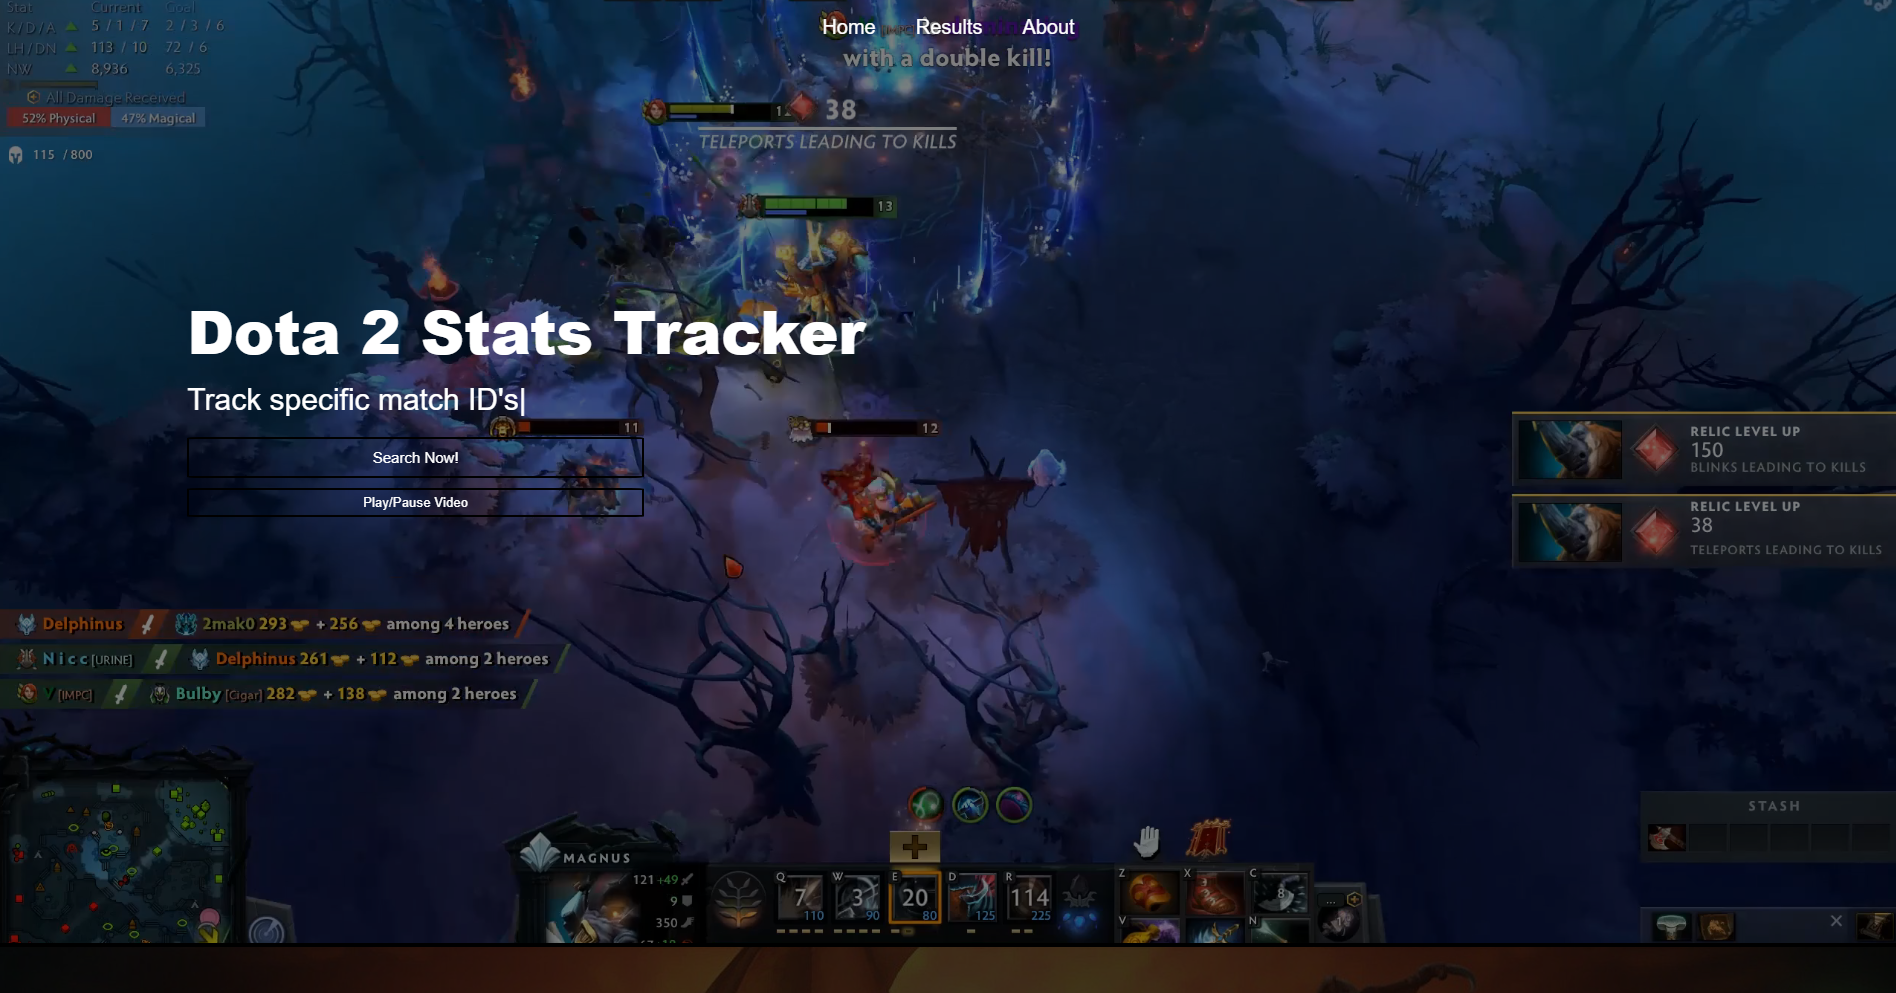 Stat Current Goal
K/D/A 5 / 1 / 7 2 / 3 / 6
LH/DN 113 / 10 72 / 6
NW 8,936 6,325
All Damage Received
52% Physical 47% Magical
115 / 800
Home Results About
with a double kill!
38
TELEPORTS LEADING TO KILLS
13
Dota 2 Stats Tracker
Track specific match ID's|
11
12
Search Now!
Play/Pause Video
RELIC LEVEL UP
150
BLINKS LEADING TO KILLS
RELIC LEVEL UP
38
TELEPORTS LEADING TO KILLS
Delphinus 2mak0 293 + 256 among 4 heroes
N i c c [URINE] Delphinus 261 + 112 among 2 heroes
V [IMPC] Bulby [Cigar] 282 + 138 among 2 heroes
STASH
MAGNUS
121 +49
9
350
Q W E D R
7 3 20 114
110 90 80 125 225
Z X C
8
V N
...